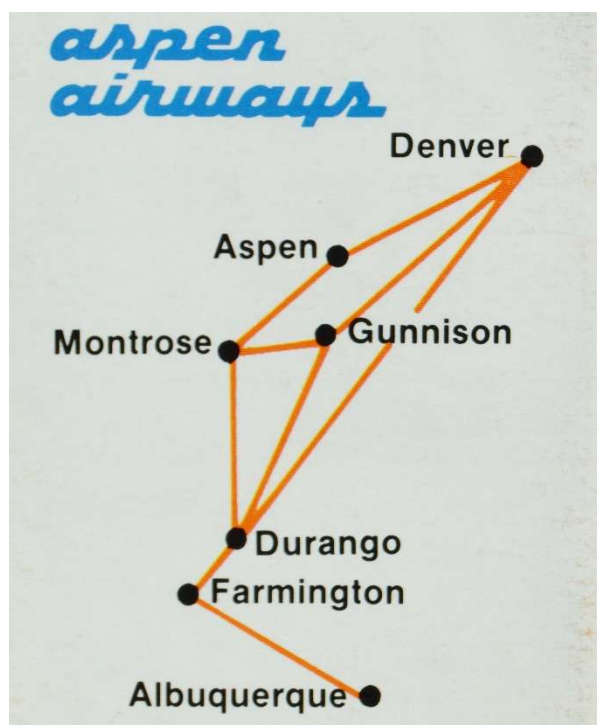 aspen
airways
Denver
Aspen
Montrose
Gunnison
Durango
Farmington
Albuquerque